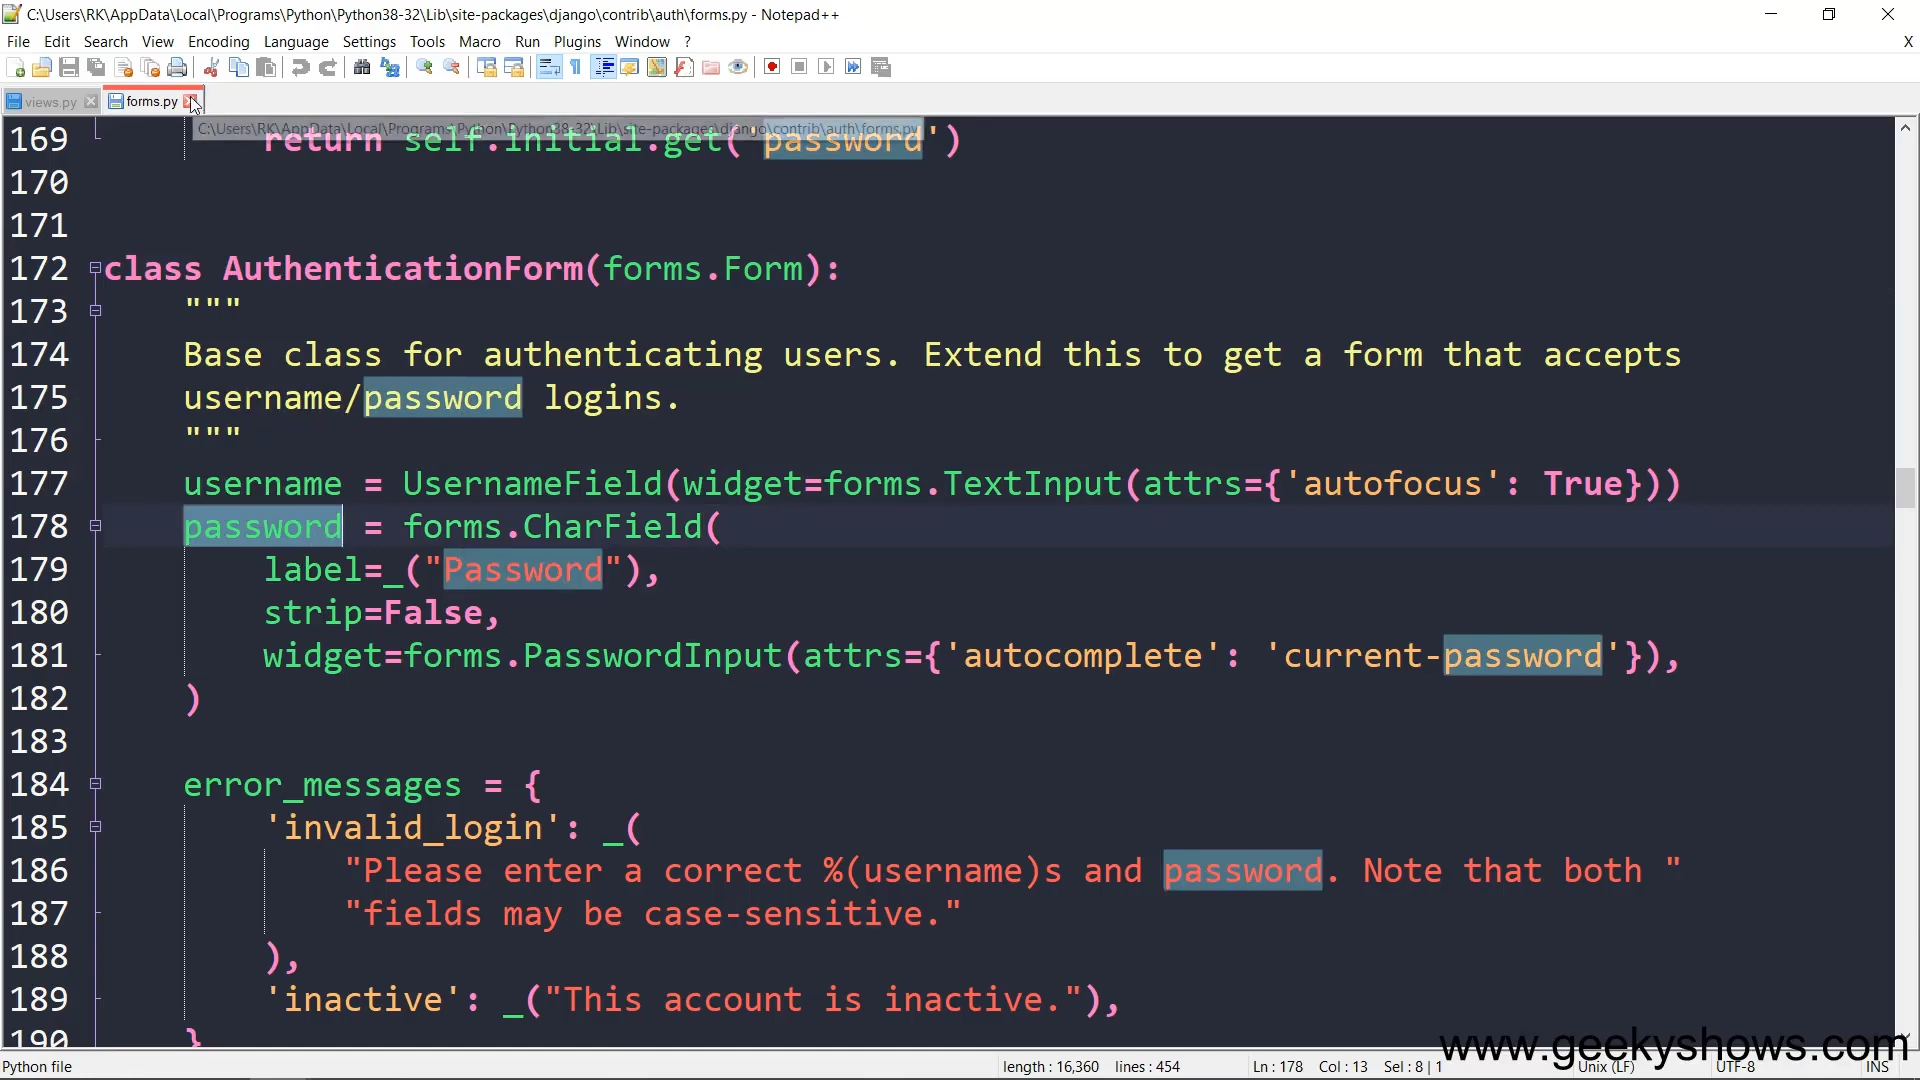 C:\Users\RK\AppData\Local\Programs\Python\Python38-32\Lib\site-packages\django\contrib\auth\forms.py - Notepad++
File Edit Search View Encoding Language Settings Tools Macro Run Plugins Window ? X
views.py forms.py
C:\Users\RK\AppData\Local\Programs\Python\Python38-32\Lib\site-packages\django\contrib\auth\forms.py
169 return self.initial.get('password')
170
171
172 class AuthenticationForm(forms.Form):
173 """
174 Base class for authenticating users. Extend this to get a form that accepts
175 username/password logins.
176 """
177 username = UsernameField(widget=forms.TextInput(attrs={'autofocus': True}))
178 password = forms.CharField(
179 label=_("Password"),
180 strip=False,
181 widget=forms.PasswordInput(attrs={'autocomplete': 'current-password'}),
182 )
183
184 error_messages = {
185 'invalid_login': _(
186 "Please enter a correct %(username)s and password. Note that both "
187 "fields may be case-sensitive."
188 ),
189 'inactive': _("This account is inactive."),
190 }
www.geekyshows.com
Python file length : 16,360 lines : 454 Ln : 178 Col : 13 Sel : 8 | 1 Unix (LF) UTF-8 INS